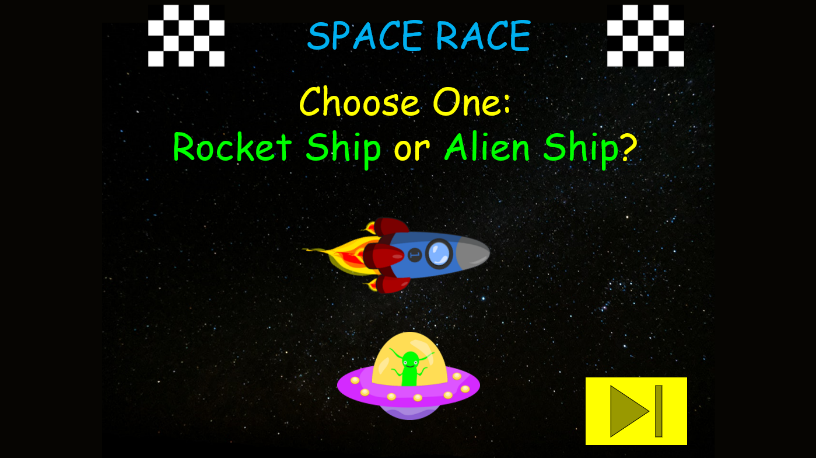 SPACE RACE
Choose One:
Rocket Ship or Alien Ship?